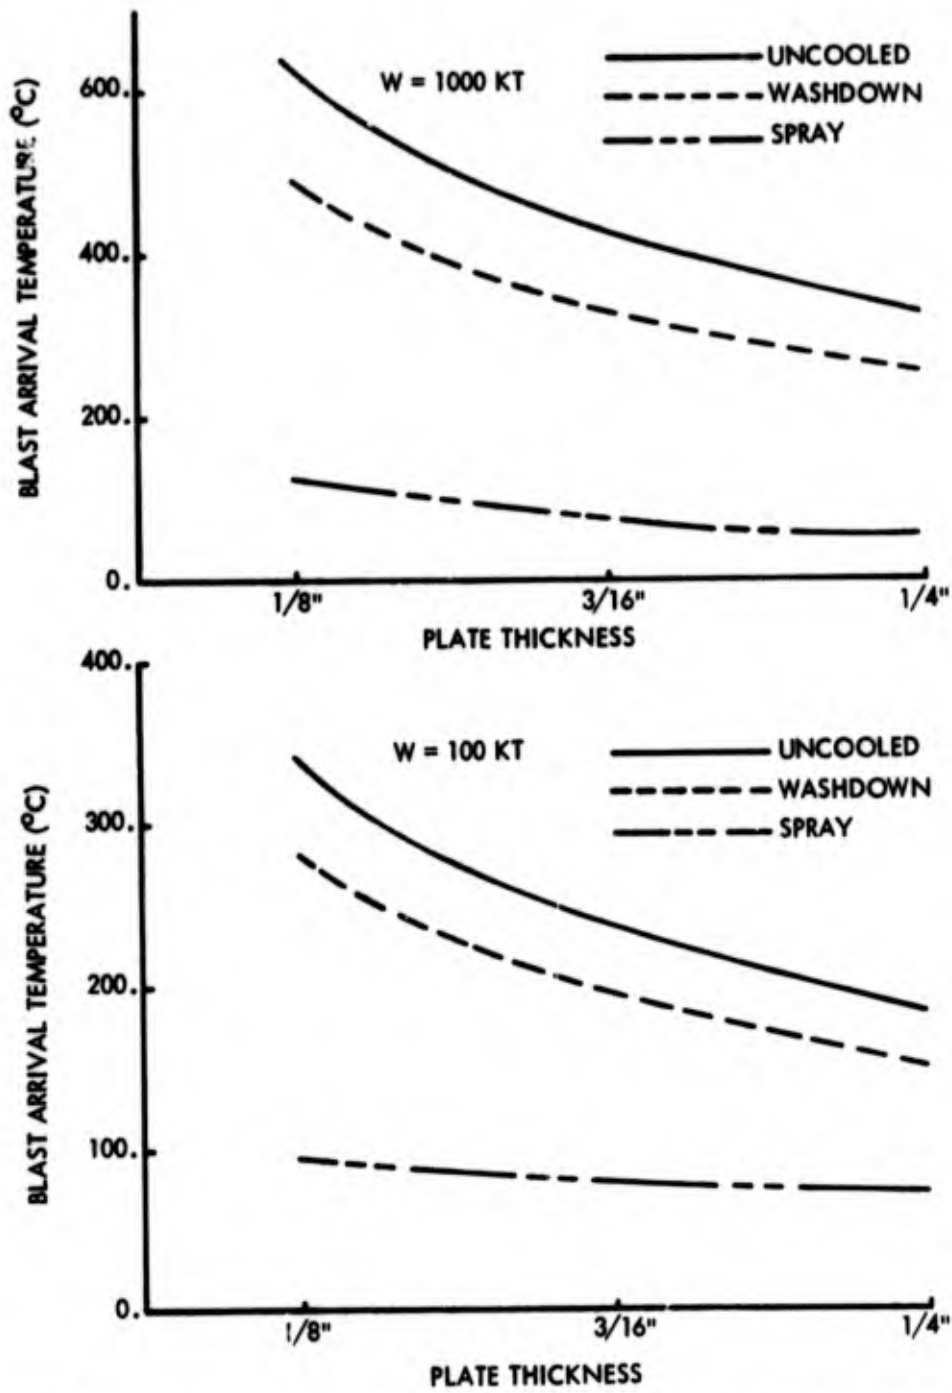 BLAST ARRIVAL TEMPERATURE (°C)
600.
400.
200.
0.
W = 1000 KT
UNCOOLED
WASHDOWN
SPRAY
1/8" 3/16" 1/4"
PLATE THICKNESS
BLAST ARRIVAL TEMPERATURE (°C)
400.
300.
200.
100.
0.
W = 100 KT
UNCOOLED
WASHDOWN
SPRAY
1/8" 3/16" 1/4"
PLATE THICKNESS